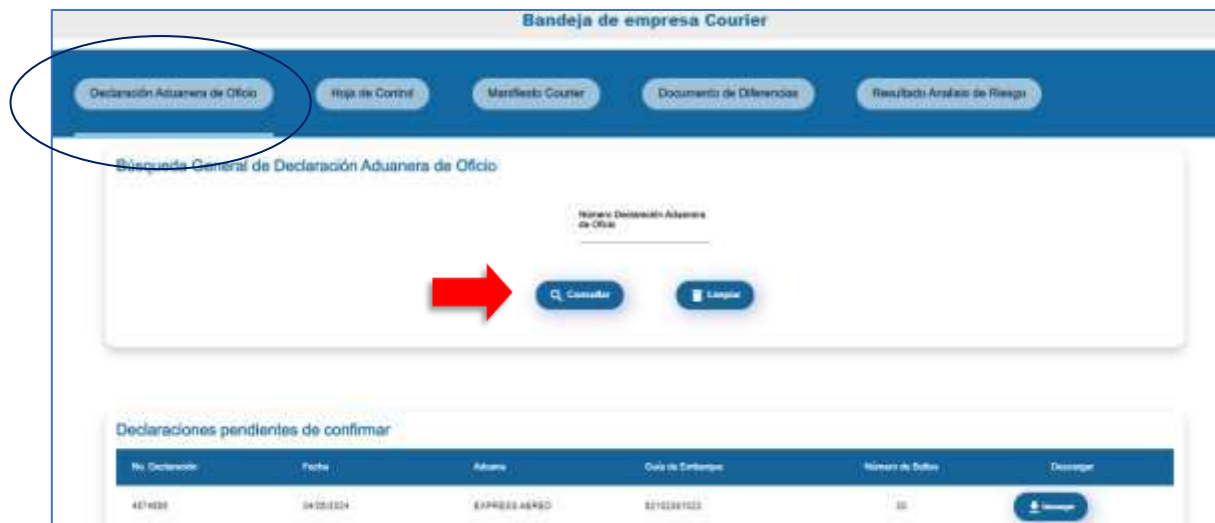 Bandeja de empresa Courier
Declaración Aduanera de Oficio
Hoja de Control
Manifiesto Courier
Documento de Diferencias
Resultado Analisis de Riesgo
Búsqueda General de Declaración Aduanera de Oficio
Número Declaración Aduanera
de Oficio
Consultar
Limpiar
Declaraciones pendientes de confirmar
No. Declaración Fecha Aduana Guía de Embarque Número de Bultos Descargar
EXPRESS AEREO Descargar